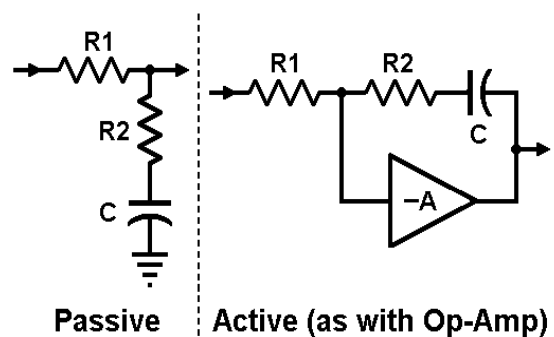 R1
R2
C
Passive
R1
R2
C
–A
Active (as with Op-Amp)